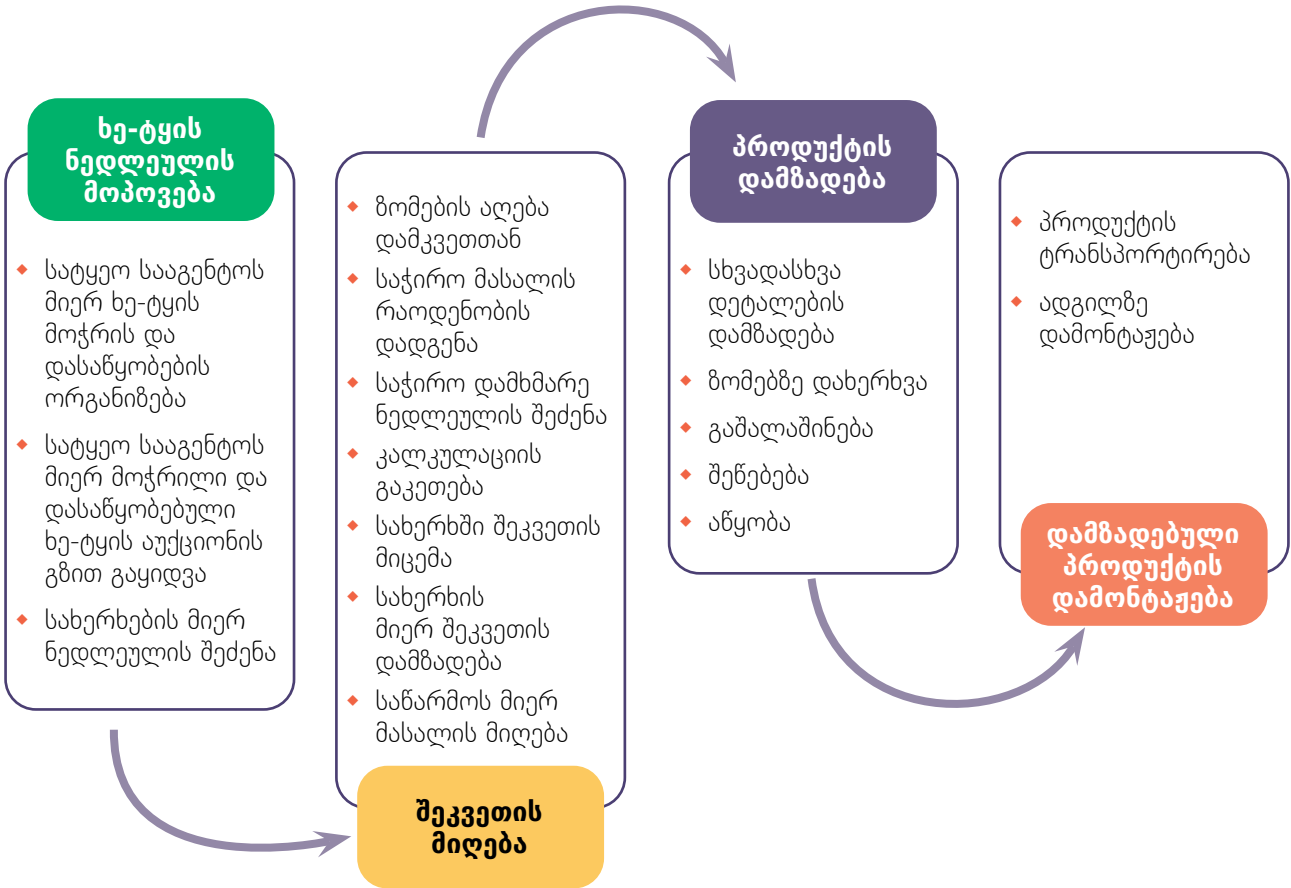 ხე-ტყის
ნედლეულის
მოპოვება
◆ სატყეო სააგენტოს
მიერ ხე-ტყის
მოჭრის და
დასაწყობების
ორგანიზება
◆ სატყეო სააგენტოს
მიერ მოჭრილი და
დასაწყობებული
ხე-ტყის აუქციონის
გზით გაყიდვა
◆ სახერხების მიერ
ნედლეულის შეძენა
◆ ზომების აღება
დამკვეთთან
◆ საჭირო მასალის
რაოდენობის
დადგენა
◆ საჭირო დამხმარე
ნედლეულის შეძენა
◆ კალკულაციის
გაკეთება
◆ სახერხში შეკვეთის
მიცემა
◆ სახერხის
მიერ შეკვეთის
დამზადება
◆ საწარმოს მიერ
მასალის მიღება
შეკვეთის
მიღება
პროდუქტის
დამზადება
◆ სხვადასხვა
დეტალების
დამზადება
◆ ზომებზე დახერხვა
◆ გაშალაშინება
◆ შეწებება
◆ აწყობა
◆ პროდუქტის
ტრანსპორტირება
◆ ადგილზე
დამონტაჟება
დამზადებული
პროდუქტის
დამონტაჟება